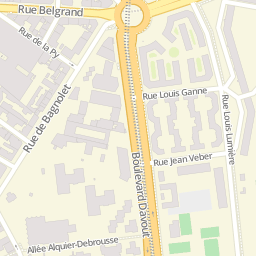 Rue Belgrand
Rue de la Py
Rue Louis Ganne
Rue de Bagnolet
Rue Louis Lumière
Boulevard Davout
Rue Jean Veber
Allée Alquier-Debrousse